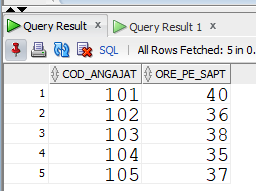 Query Result Query Result 1
SQL All Rows Fetched: 5 in 0.
COD_ANGAJAT ORE_PE_SAPT
1 101 40
2 102 36
3 103 38
4 104 35
5 105 37